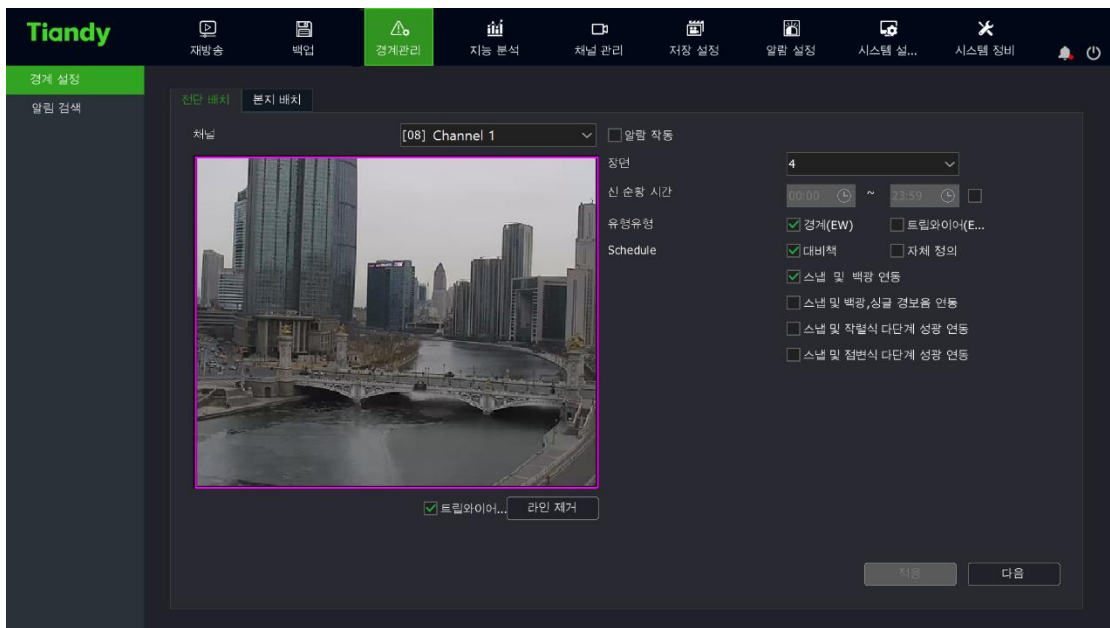 Tiandy
재방송 백업 경계관리 지능 분석 채널 관리 저장 설정 알람 설정 시스템 설... 시스템 정비
경계 설정
알림 검색
전단 배치 본지 배치
채널 [08] Channel 1 알람 작동
장면 4
신 순황 시간 00:00 ~ 23:59
유형유형 경계(EW) 트립와이어(E...
Schedule 대비책 자체 정의
스냅 및 백광 연동
스냅 및 백광,싱글 경보음 연동
스냅 및 작렬식 다단계 성광 연동
스냅 및 점변식 다단계 성광 연동
트립와이어... 라인 제거
적용 다음